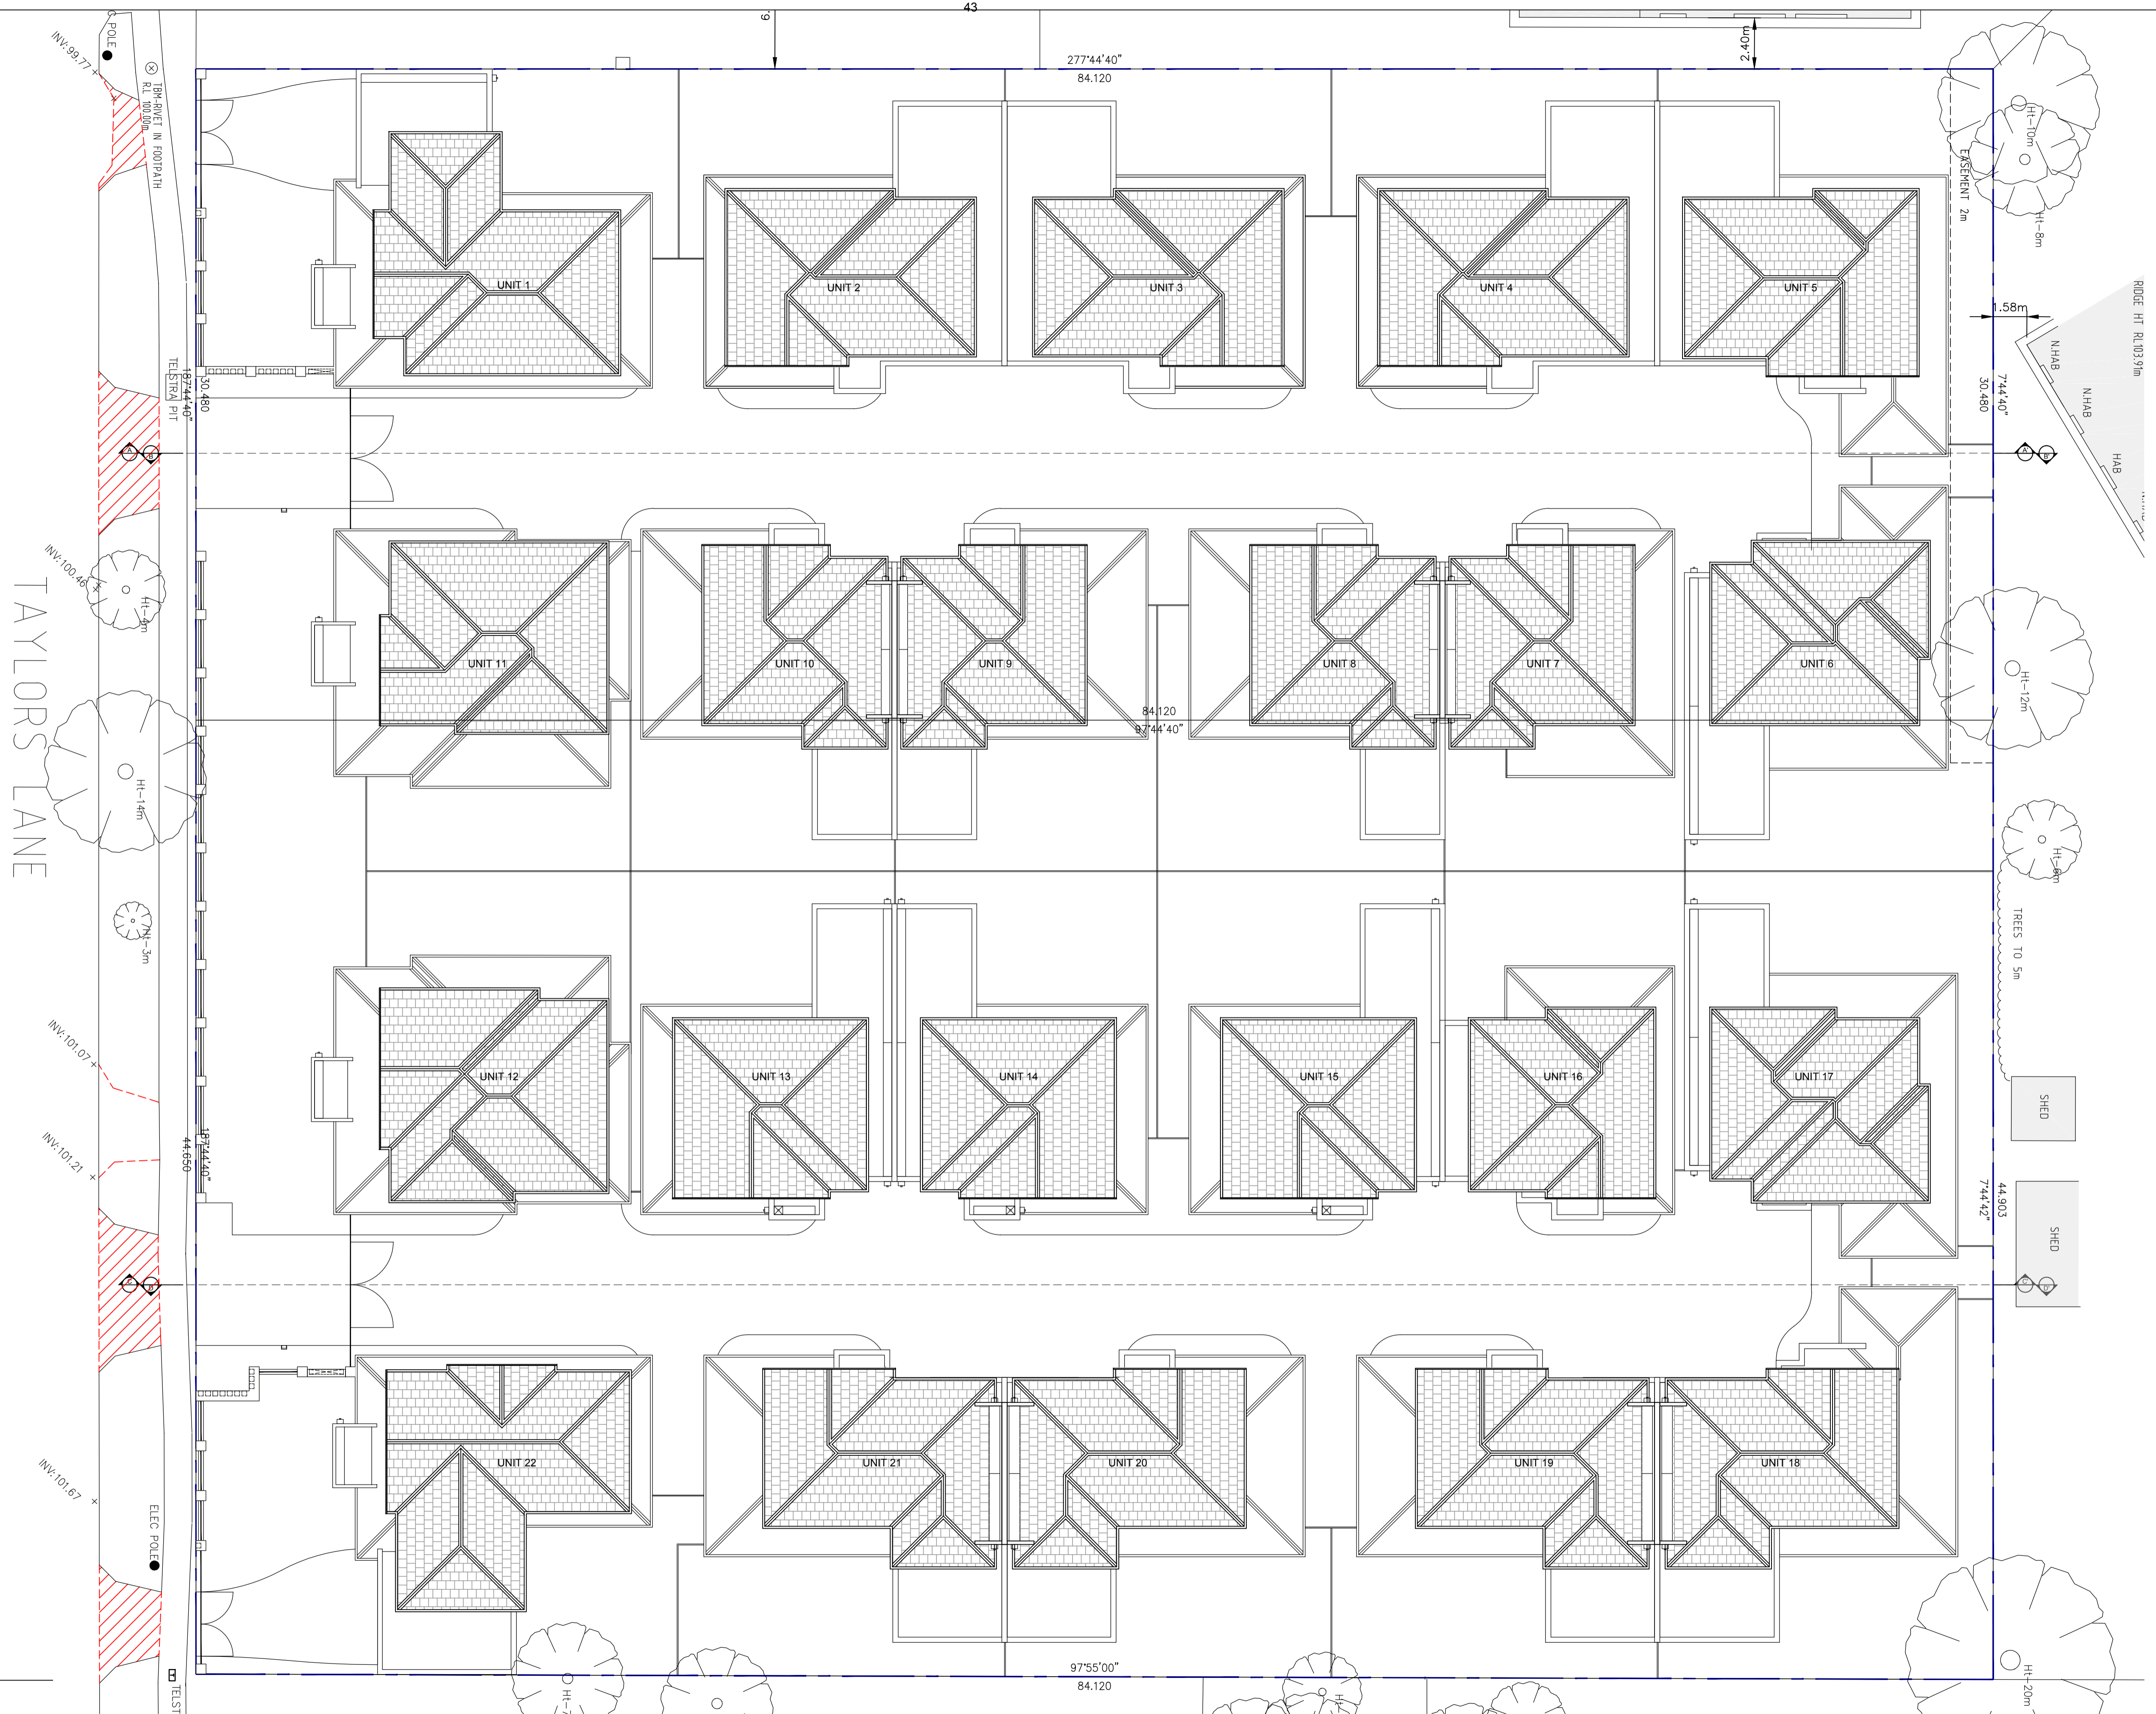 43
6.
2.40m
277°44'40"
84.120
POLE
INV:99.77
TBM-RIVET IN FOOTPATH
R.L 100.00m
Ht-10m
EASEMENT 2m
Ht-8m
RIDGE HT RL103.91m
1.58m
UNIT 1
UNIT 2
UNIT 3
UNIT 4
UNIT 5
N.HAB
N.HAB
HAB
TELSTRA PIT
187°44'40"
30.480
7°44'40"
30.480
A
B
A'
B'
INV:100.46
Ht-4m
TAYLORS LANE
UNIT 11
UNIT 10
UNIT 9
UNIT 8
UNIT 7
UNIT 6
Ht-12m
84.120
97°44'40"
Ht-14m
Ht-6m
Ht-3m
TREES TO 5m
INV:101.07
UNIT 12
UNIT 13
UNIT 14
UNIT 15
UNIT 16
UNIT 17
SHED
INV:101.21
187°44'40"
44.650
44.903
7°44'42"
SHED
UNIT 22
UNIT 21
UNIT 20
UNIT 19
UNIT 18
INV:101.67
ELEC POLE
97°55'00"
84.120
TELST
Ht-20m